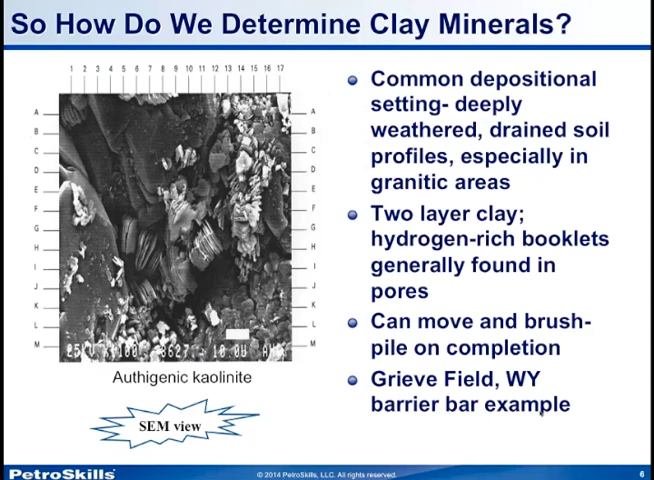 So How Do We Determine Clay Minerals?
1 2 3 4 5 6 7 8 9 10 11 12 13 14 15 16 17
A A
B B
C C
D D
E E
F F
G G
H H
I I
J J
K K
L L
M M
10.0U
Authigenic kaolinite
SEM view
Common depositional
setting- deeply
weathered, drained soil
profiles, especially in
granitic areas
Two layer clay;
hydrogen-rich booklets
generally found in
pores
Can move and brush-
pile on completion
Grieve Field, WY
barrier bar example
PetroSkills
© 2014 PetroSkills, LLC. All rights reserved.
6